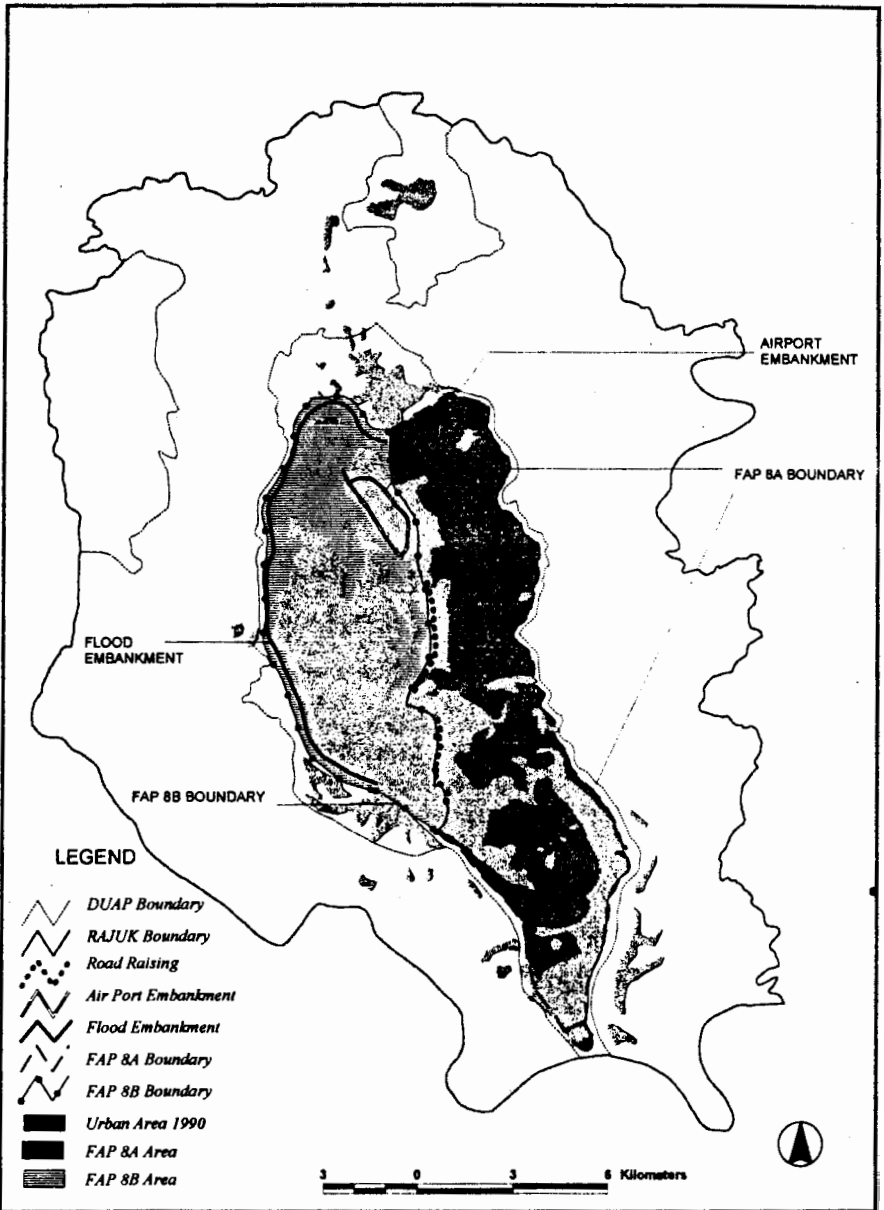 AIRPORT
EMBANKMENT
FAP 8A BOUNDARY
FLOOD
EMBANKMENT
FAP 8B BOUNDARY
LEGEND
DUAP Boundary
RAJUK Boundary
Road Raising
Air Port Embankment
Flood Embankment
FAP 8A Boundary
FAP 8B Boundary
Urban Area 1990
FAP 8A Area
FAP 8B Area
3 0 3 6 Kilometers